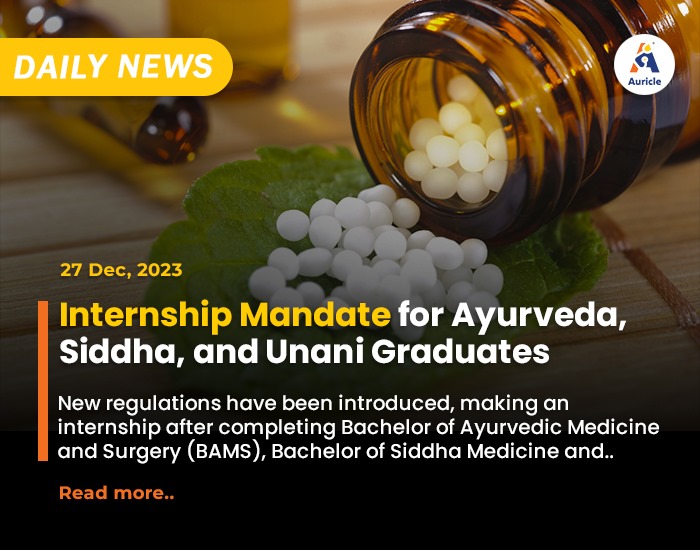 DAILY NEWS
Auricle
27 Dec, 2023
Internship Mandate for Ayurveda,
Siddha, and Unani Graduates
New regulations have been introduced, making an
internship after completing Bachelor of Ayurvedic Medicine
and Surgery (BAMS), Bachelor of Siddha Medicine and..
Read more..